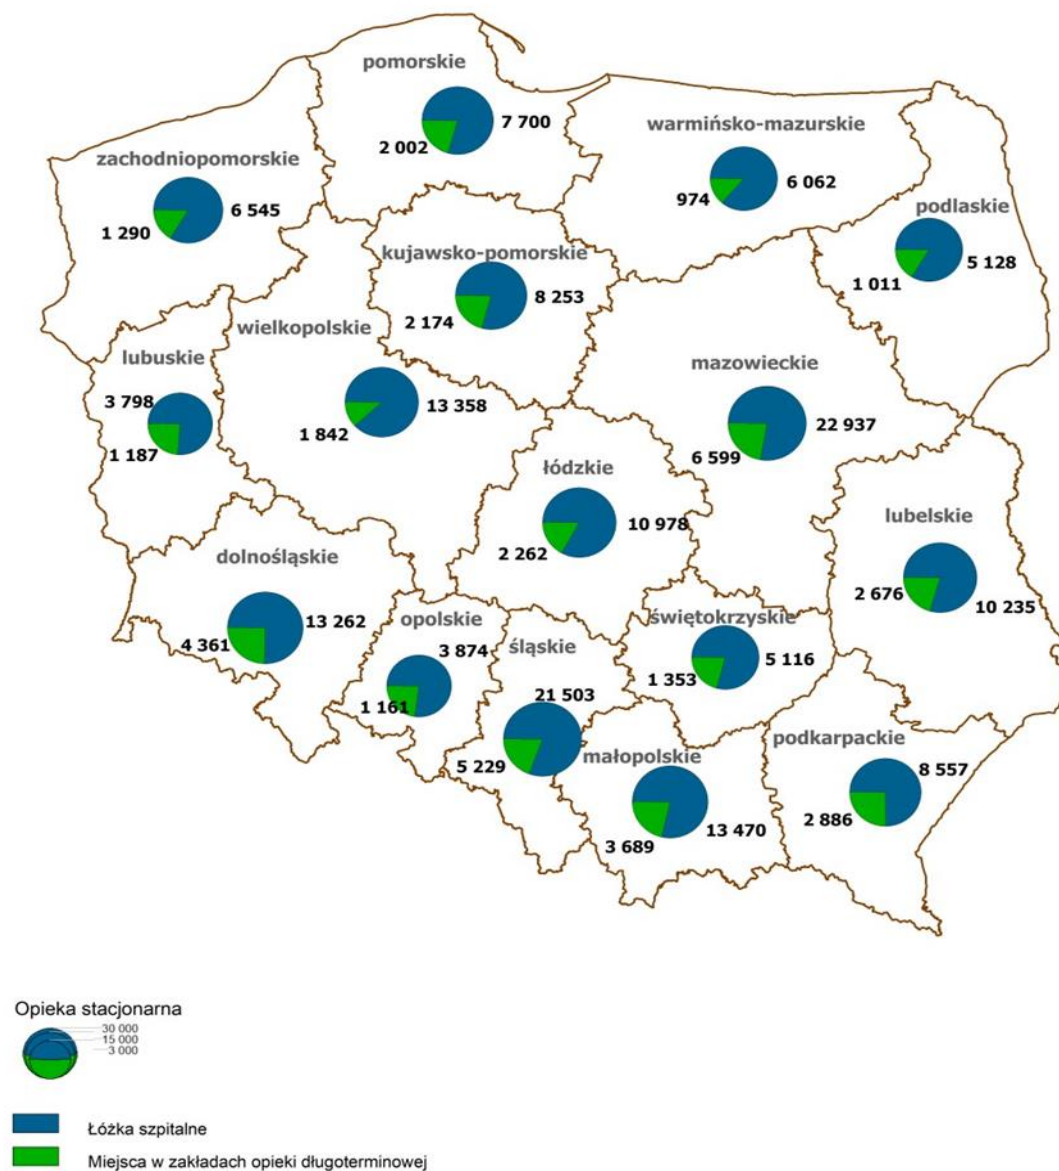 pomorskie
7 700
2 002
warmińsko-mazurskie
6 062
974
zachodniopomorskie
6 545
1 290
podlaskie
5 128
1 011
kujawsko-pomorskie
8 253
2 174
wielkopolskie
13 358
1 842
lubuskie
3 798
1 187
mazowieckie
22 937
6 599
łódzkie
10 978
2 262
lubelskie
2 676
10 235
dolnośląskie
13 262
4 361
opolskie
3 874
1 161
śląskie
21 503
5 229
świętokrzyskie
5 116
1 353
małopolskie
13 470
3 689
podkarpackie
8 557
2 886
Opieka stacjonarna
30 000
15 000
3 000
Łóżka szpitalne
Miejsca w zakładach opieki długoterminowej